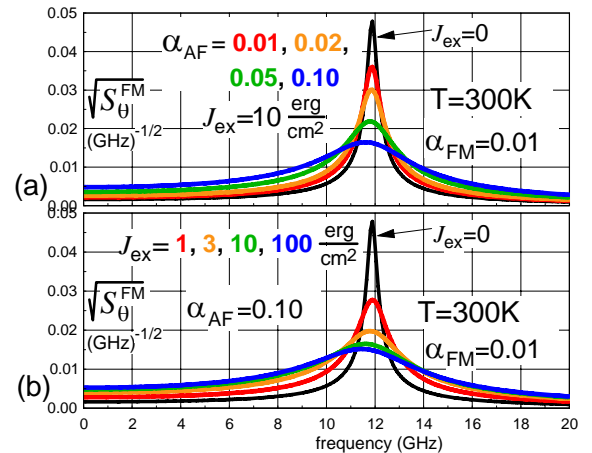 0.05
α_AF = 0.01, 0.02,
J_ex=0
0.04
0.05, 0.10
√S_θ^FM
0.03
J_ex=10 erg/cm²
T=300K
(GHz)^-1/2
0.02
α_FM=0.01
0.01
(a)
0.00
0.05
J_ex= 1, 3, 10, 100 erg/cm²
J_ex=0
0.04
√S_θ^FM
0.03
α_AF=0.10
T=300K
(GHz)^-1/2
0.02
α_FM=0.01
0.01
(b)
0.00
0 2 4 6 8 10 12 14 16 18 20
frequency (GHz)